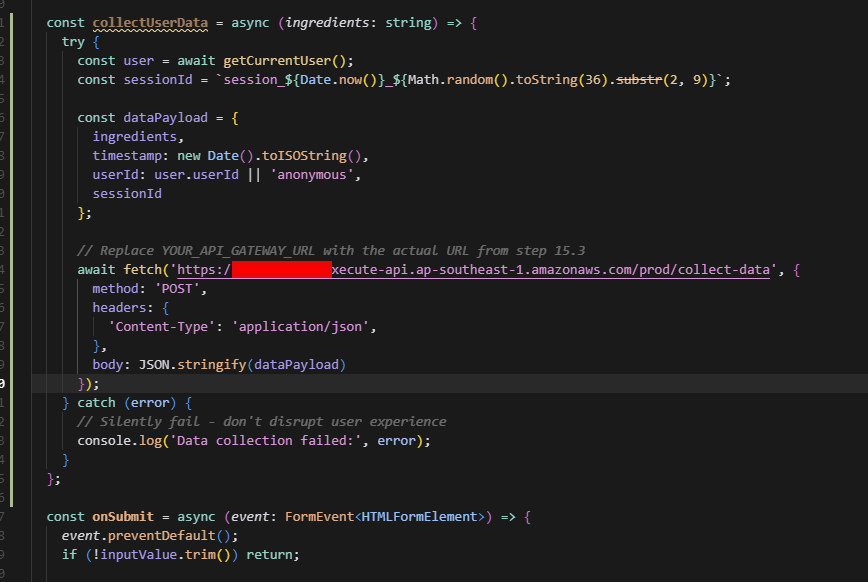 const collectUserData = async (ingredients: string) => {
try {
const user = await getCurrentUser();
const sessionId = `session_${Date.now()}_${Math.random().toString(36).substr(2, 9)}`;
const dataPayload = {
ingredients,
timestamp: new Date().toISOString(),
userId: user.userId || 'anonymous',
sessionId
};
// Replace YOUR_API_GATEWAY_URL with the actual URL from step 15.3
await fetch('https:/xecute-api.ap-southeast-1.amazonaws.com/prod/collect-data', {
method: 'POST',
headers: {
'Content-Type': 'application/json',
},
body: JSON.stringify(dataPayload)
});
} catch (error) {
// Silently fail - don't disrupt user experience
console.log('Data collection failed:', error);
}
};
const onSubmit = async (event: FormEvent<HTMLFormElement>) => {
event.preventDefault();
if (!inputValue.trim()) return;